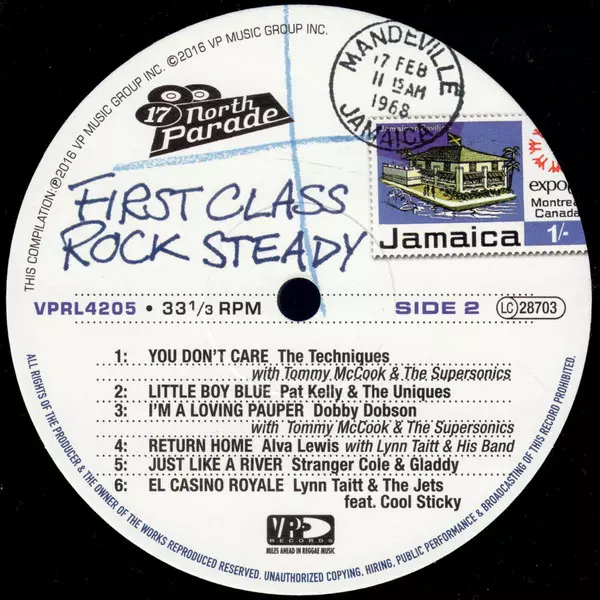 THIS COMPILATION:℗2016 VP MUSIC GROUP INC. ©2016 VP MUSIC GROUP INC.
17 North
Parade
MANDEVILLE
17 FEB
11 15AM
1968
JAMAICA
Jamaican Pavilion
expo
Montreal
Canada
Jamaica
1/-
FIRST CLASS
ROCK STEADY
VPRL4205 • 33 1/3 RPM
SIDE 2
LC 28703
1: YOU DON'T CARE The Techniques
with Tommy McCook & The Supersonics
2: LITTLE BOY BLUE Pat Kelly & The Uniques
3: I'M A LOVING PAUPER Dobby Dobson
with Tommy McCook & The Supersonics
4: RETURN HOME Alva Lewis with Lynn Taitt & His Band
5: JUST LIKE A RIVER Stranger Cole & Gladdy
6: EL CASINO ROYALE Lynn Taitt & The Jets
feat. Cool Sticky
VP
RECORDS
MILES AHEAD IN REGGAE MUSIC
ALL RIGHTS OF THE PRODUCER & THE OWNER OF THE WORKS REPRODUCED RESERVED. UNAUTHORIZED COPYING. HIRING. PUBLIC PERFORMANCE & BROADCASTING OF THIS RECORD PROHIBITED.